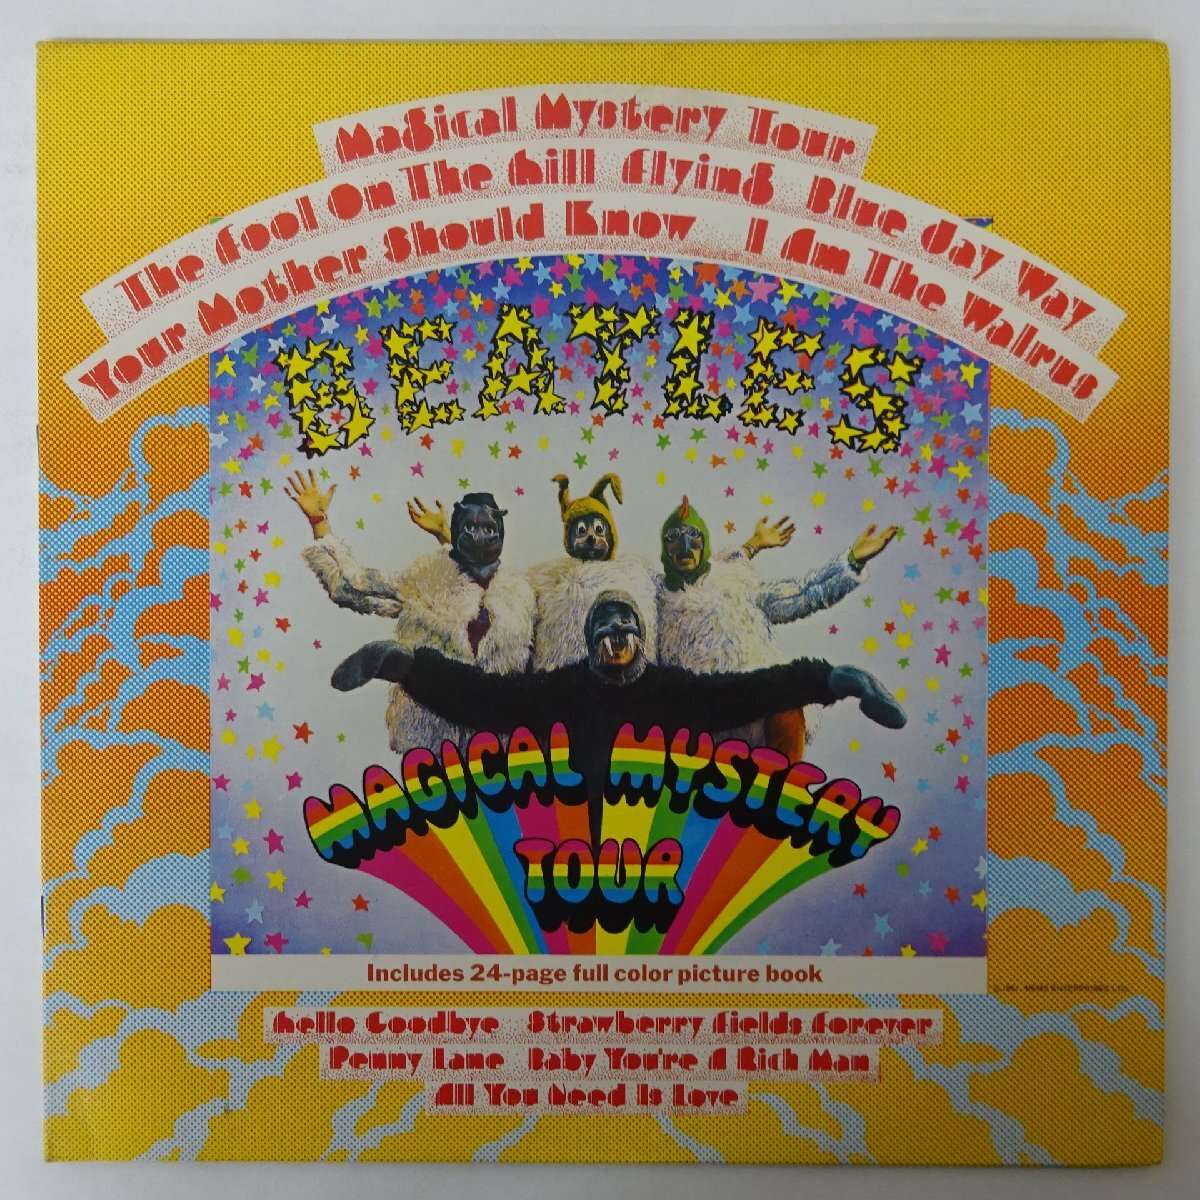 Magical Mystery Tour
The Fool On The Hill Flying Blue Jay Way
Your Mother Should Know I Am The Walrus
BEATLES
MAGICAL MYSTERY
TOUR
Includes 24-page full color picture book
Hello Goodbye Strawberry Fields Forever
Penny Lane Baby You're A Rich Man
All You Need Is Love